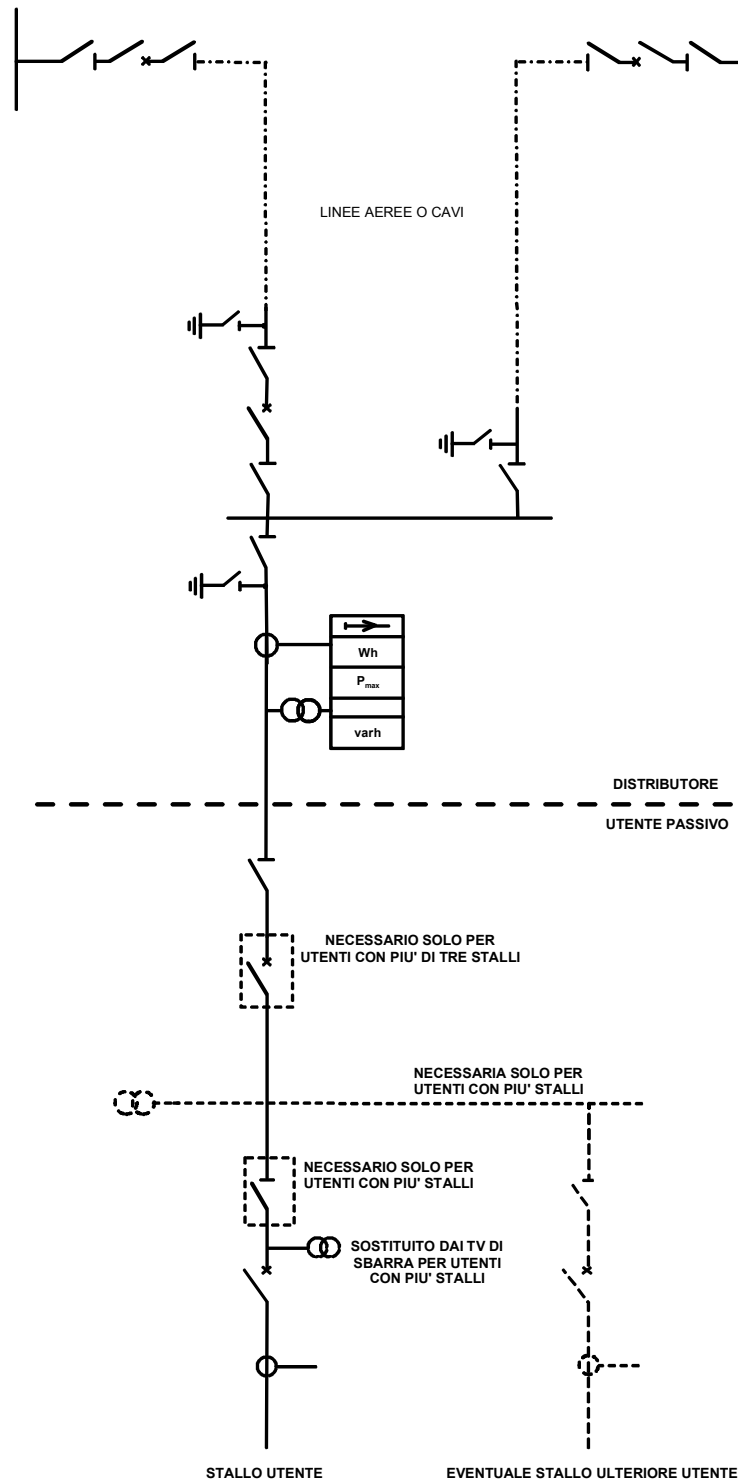 LINEE AEREE O CAVI
Wh
Pmax
varh
DISTRIBUTORE
UTENTE PASSIVO
NECESSARIO SOLO PER
UTENTI CON PIU' DI TRE STALLI
NECESSARIA SOLO PER
UTENTI CON PIU' STALLI
NECESSARIO SOLO PER
UTENTI CON PIU' STALLI
SOSTITUITO DAI TV DI
SBARRA PER UTENTI
CON PIU' STALLI
STALLO UTENTE
EVENTUALE STALLO ULTERIORE UTENTE